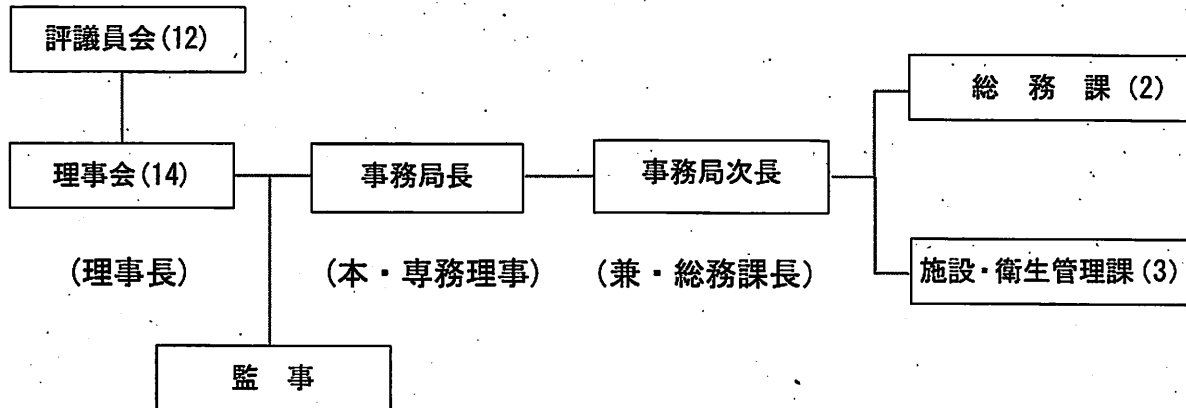 評議員会(12)
総　務　課(2)
理事会(14)
事務局長
事務局次長
(理事長)
(本・専務理事)
(兼・総務課長)
施設・衛生管理課(3)
監　事